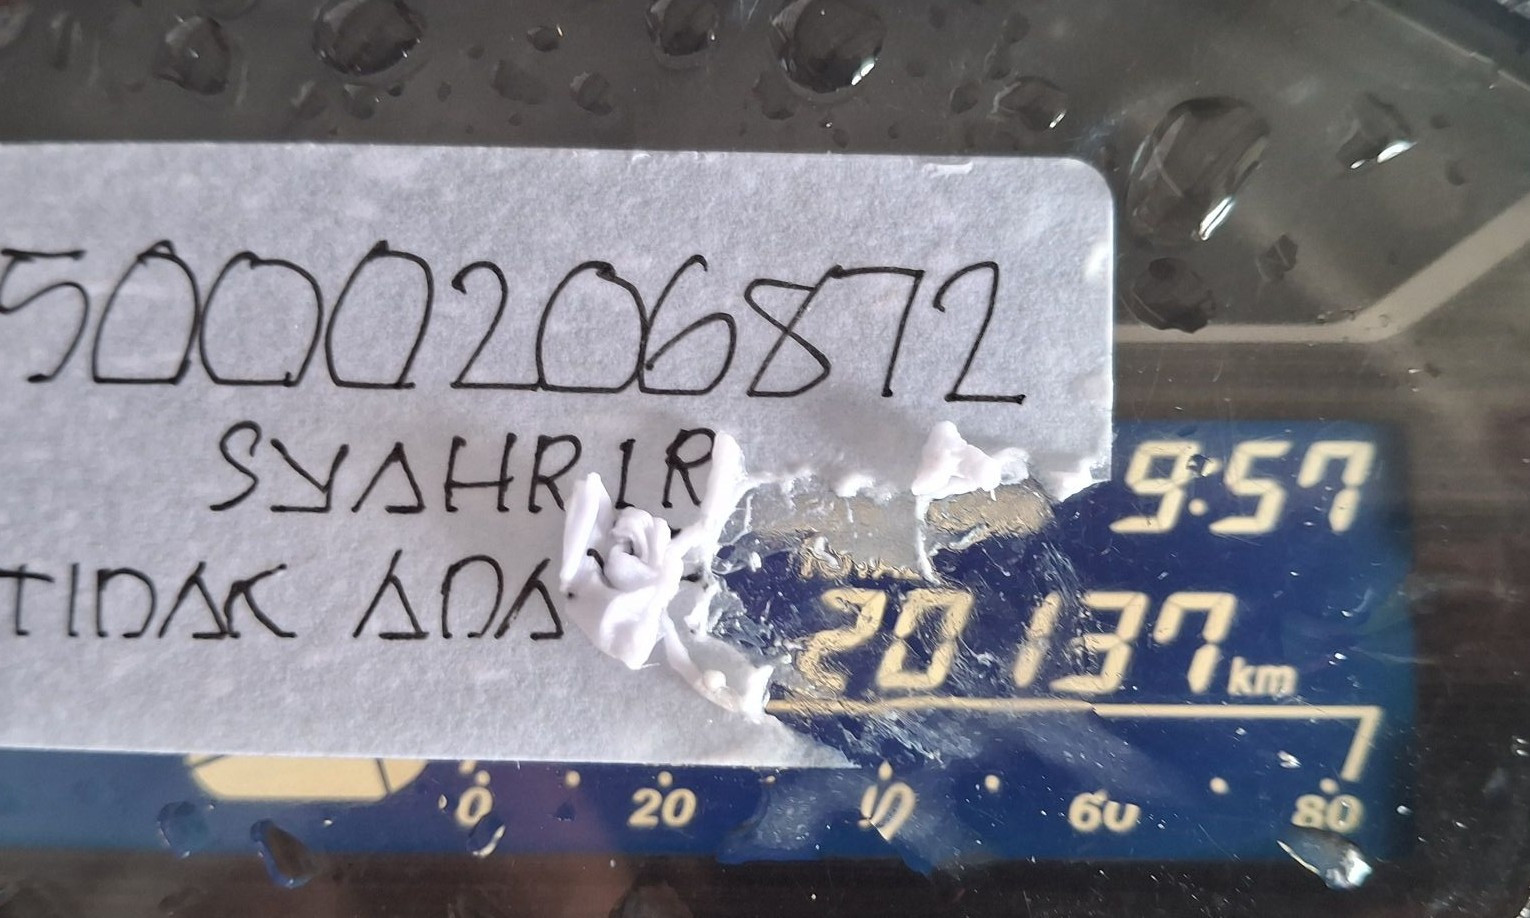 5000206872
SYAHRIR
TIDAK ADA
9:57
20137 km
0 20 60 80